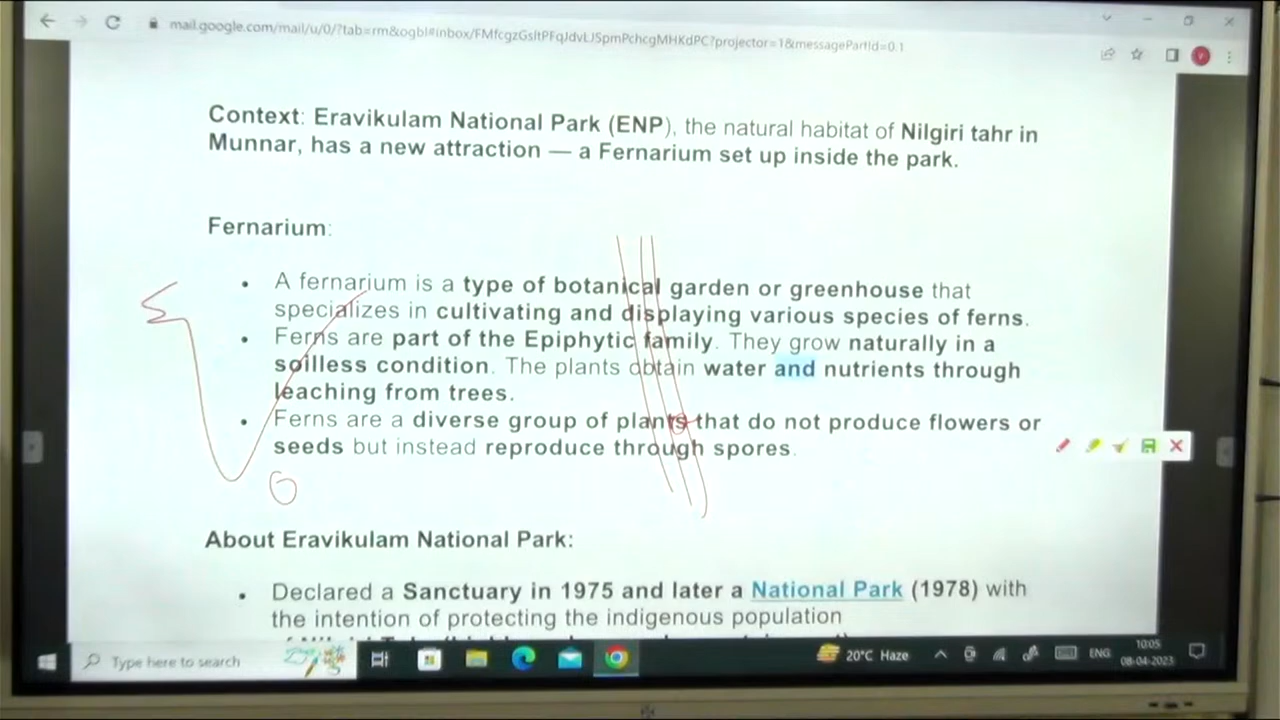 mail.google.com/mail/u/0/?tab=rm&ogbl#inbox/FMfcgzGsltPFqJdvLJSpmPchcgMHKdPC?projector=1&messagePartId=0.1
Context: Eravikulam National Park (ENP), the natural habitat of Nilgiri tahr in
Munnar, has a new attraction — a Fernarium set up inside the park.
Fernarium:
• A fernarium is a type of botanical garden or greenhouse that
specializes in cultivating and displaying various species of ferns.
• Ferns are part of the Epiphytic family. They grow naturally in a
soilless condition. The plants obtain water and nutrients through
leaching from trees.
• Ferns are a diverse group of plants that do not produce flowers or
seeds but instead reproduce through spores.
About Eravikulam National Park:
• Declared a Sanctuary in 1975 and later a National Park (1978) with
the intention of protecting the indigenous population
Type here to search
20°C Haze
ENG
10:05
08-04-2023